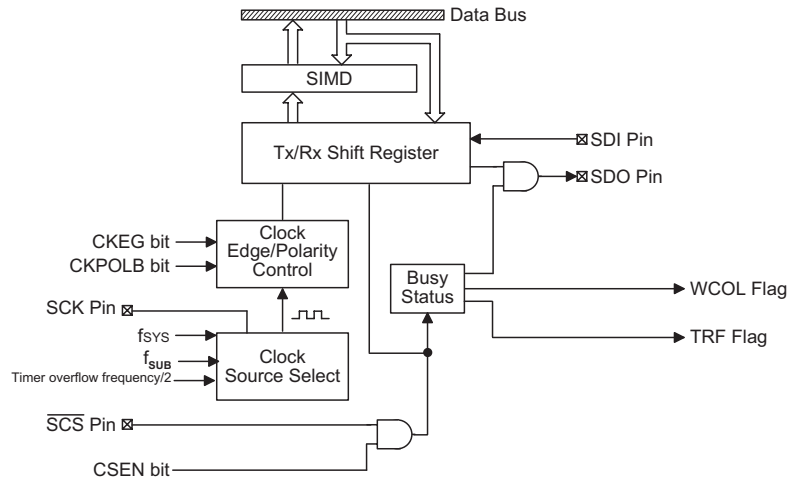 Data Bus
SIMD
Tx/Rx Shift Register
SDI Pin
SDO Pin
CKEG bit
CKPOLB bit
Clock
Edge/Polarity
Control
Busy
Status
WCOL Flag
TRF Flag
SCK Pin
fSYS
fSUB
Timer overflow frequency/2
Clock
Source Select
SCS Pin
CSEN bit